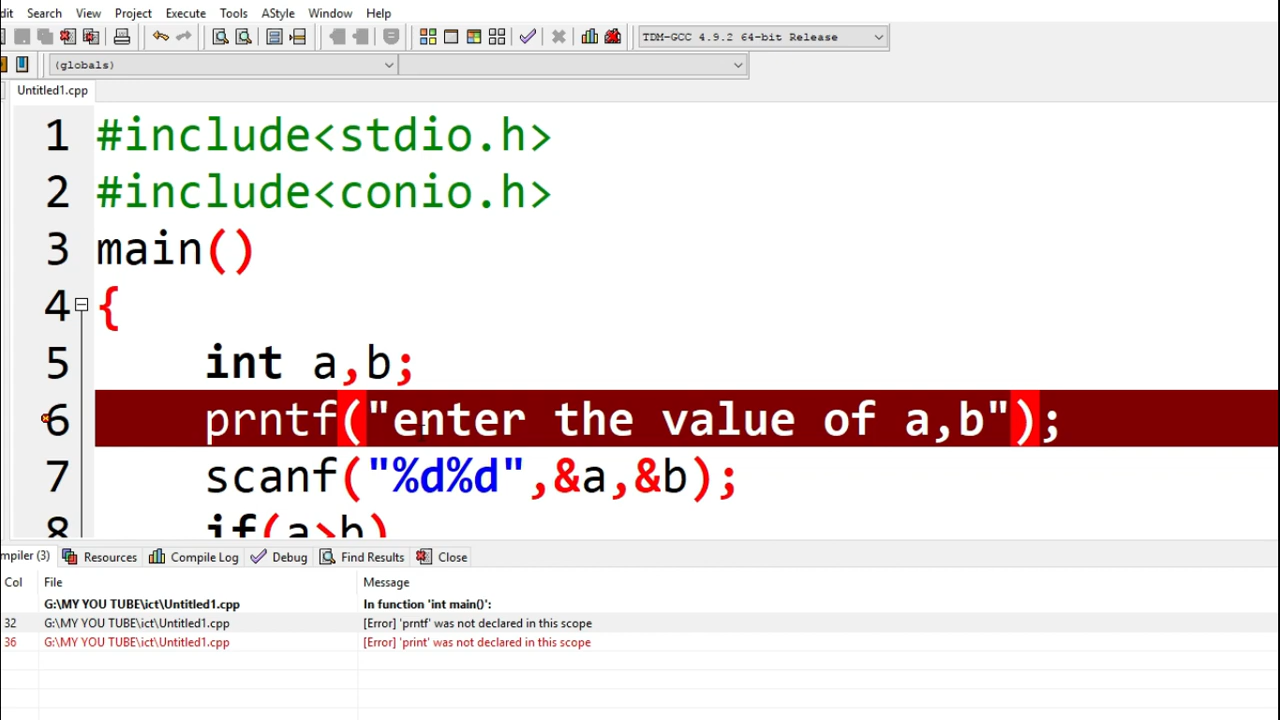 dit Search View Project Execute Tools AStyle Window Help
TDM-GCC 4.9.2 64-bit Release
(globals)
Untitled1.cpp
1 #include<stdio.h>
2 #include<conio.h>
3 main()
4 {
5 int a,b;
6 prntf("enter the value of a,b");
7 scanf("%d%d",&a,&b);
8 if(a>b)
mpiler (3) Resources Compile Log Debug Find Results Close
Col File Message
G:\MY YOU TUBE\ict\Untitled1.cpp In function 'int main()':
32 G:\MY YOU TUBE\ict\Untitled1.cpp [Error] 'prntf' was not declared in this scope
36 G:\MY YOU TUBE\ict\Untitled1.cpp [Error] 'print' was not declared in this scope